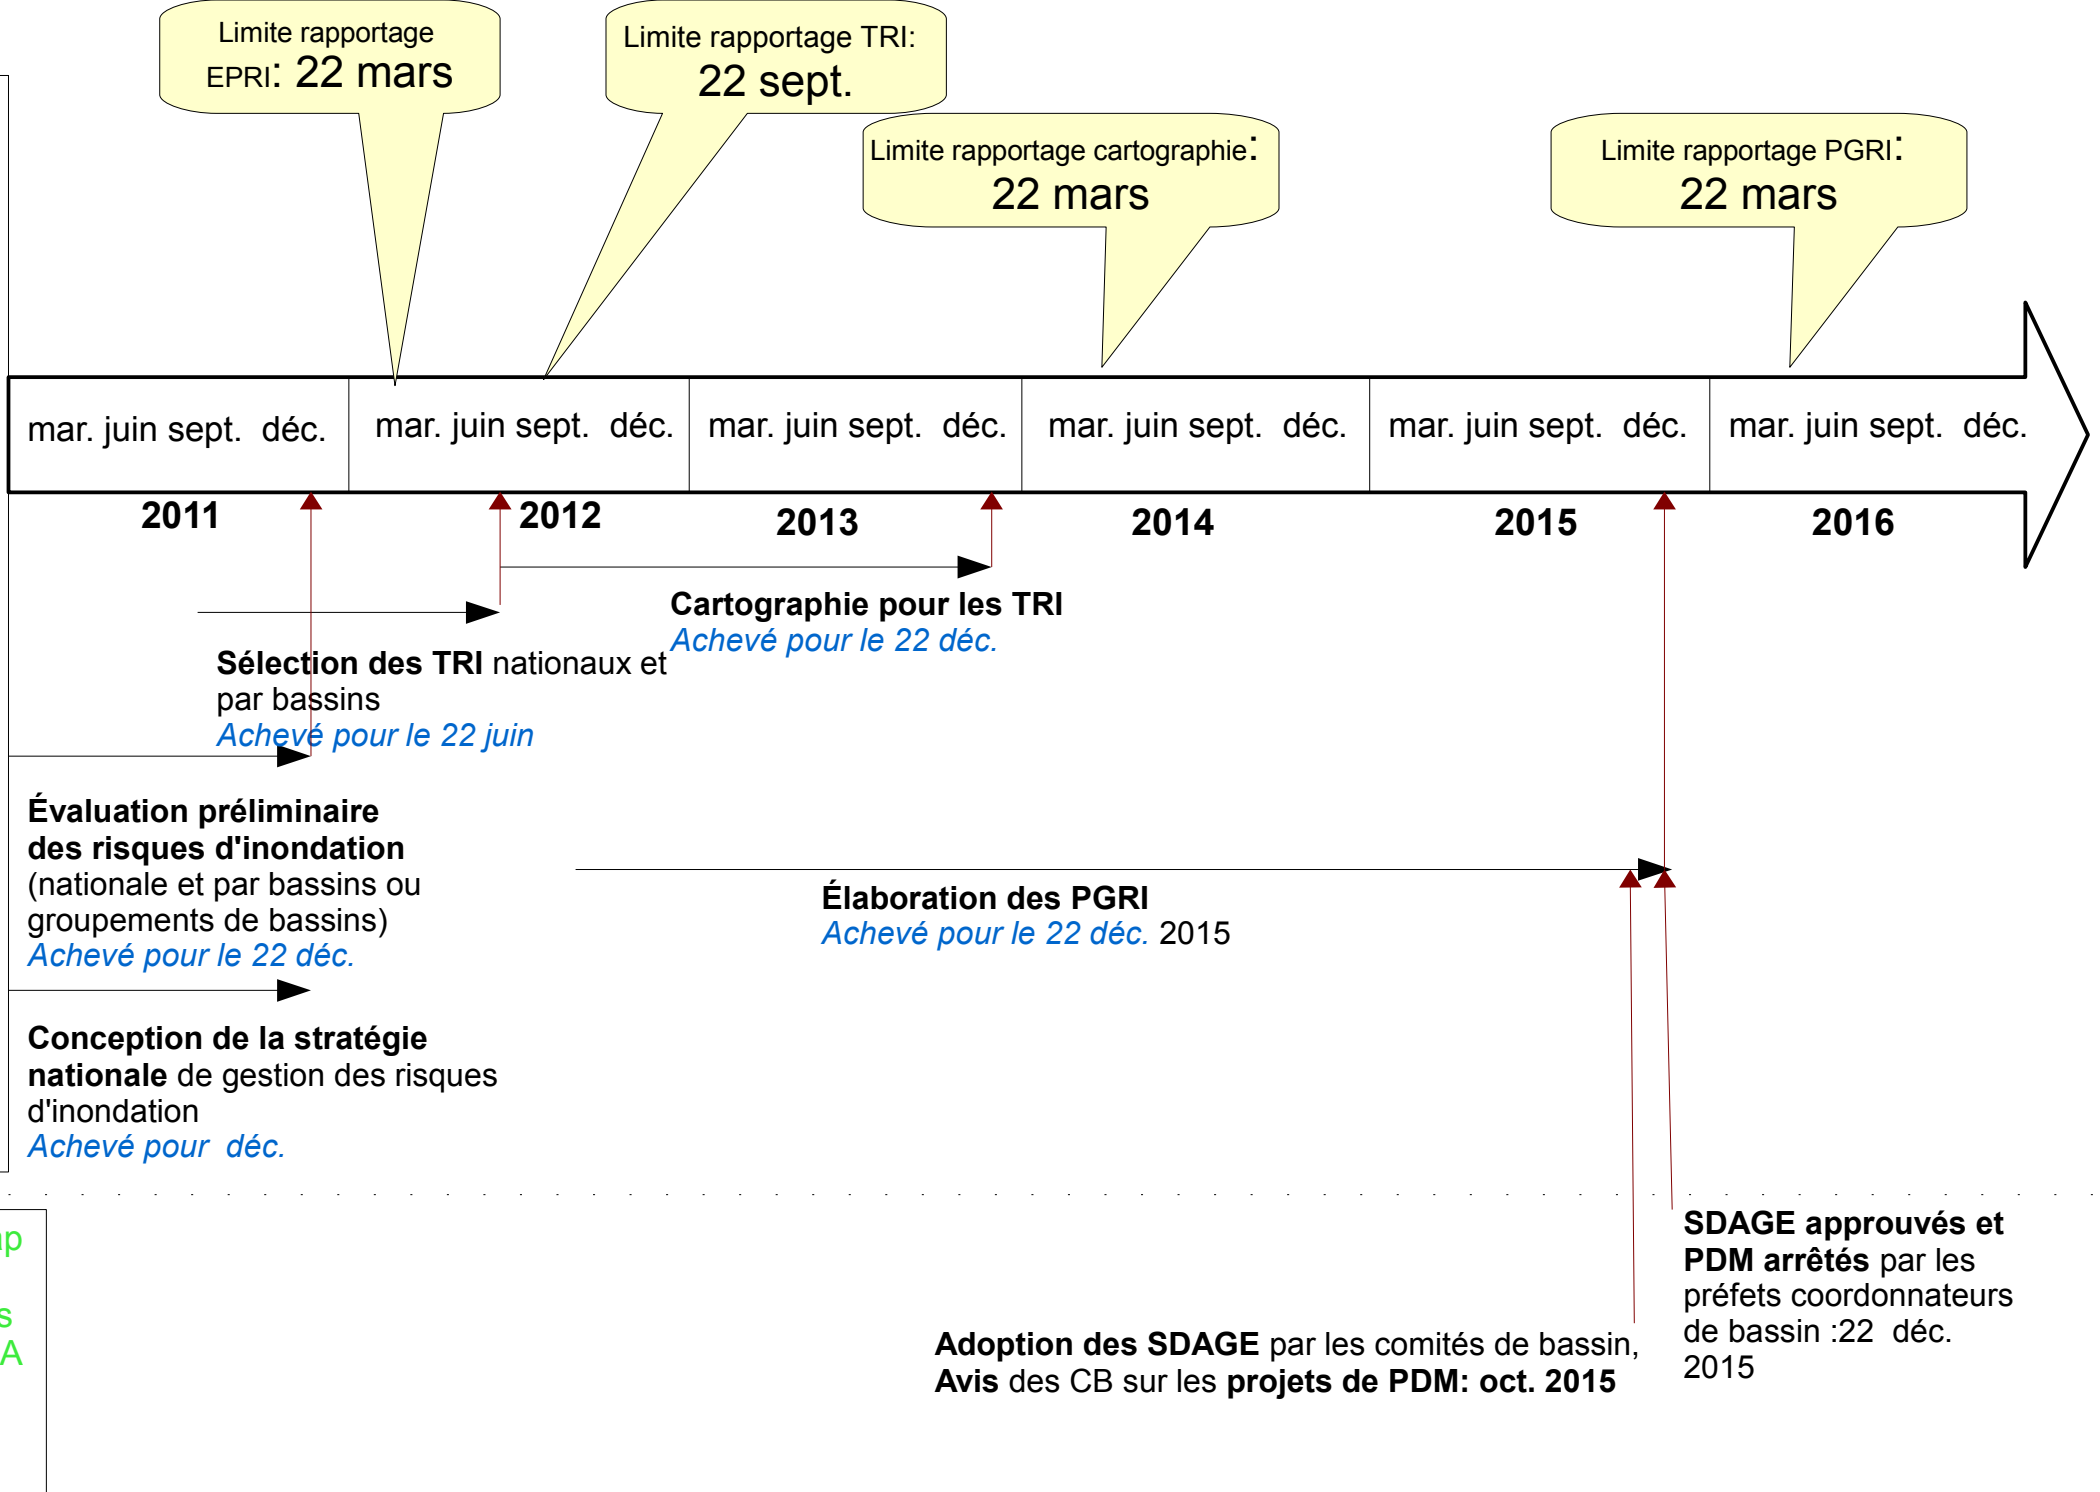 Limite rapportage
EPRI: 22 mars
Limite rapportage TRI:
22 sept.
Limite rapportage cartographie:
22 mars
Limite rapportage PGRI:
22 mars
mar. juin sept. déc.
mar. juin sept. déc.
mar. juin sept. déc.
mar. juin sept. déc.
mar. juin sept. déc.
mar. juin sept. déc.
2011
2012
2013
2014
2015
2016
Cartographie pour les TRI
Achevé pour le 22 déc.
Sélection des TRI nationaux et
par bassins
Achevé pour le 22 juin
Évaluation préliminaire
des risques d'inondation
(nationale et par bassins ou
groupements de bassins)
Achevé pour le 22 déc.
Élaboration des PGRI
Achevé pour le 22 déc. 2015
Conception de la stratégie
nationale de gestion des risques
d'inondation
Achevé pour déc.
SDAGE approuvés et
PDM arrêtés par les
préfets coordonnateurs
de bassin :22 déc.
2015
Adoption des SDAGE par les comités de bassin,
Avis des CB sur les projets de PDM: oct. 2015